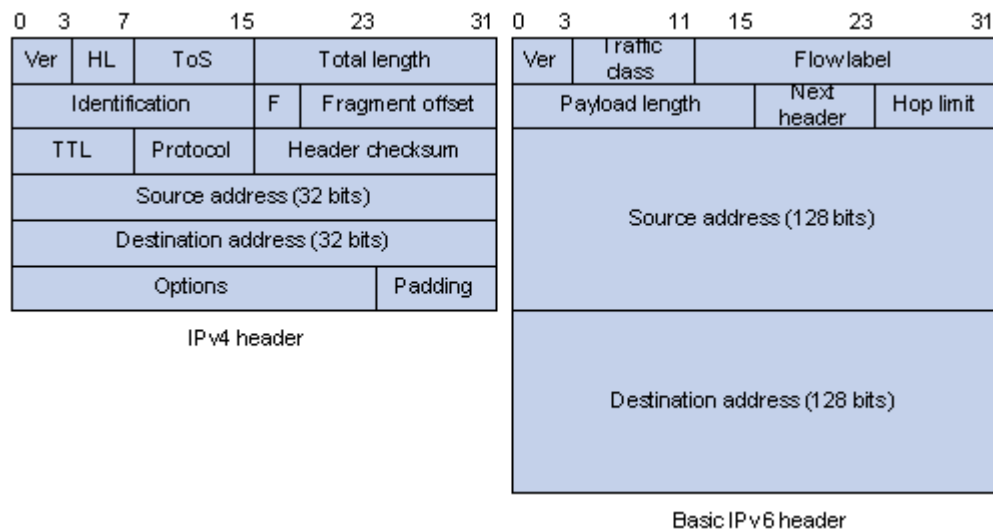 0 3 7 15 23 31
Ver HL ToS Total length
Identification F Fragment offset
TTL Protocol Header checksum
Source address (32 bits)
Destination address (32 bits)
Options Padding
IPv4 header
0 3 11 15 23 31
Ver Traffic class Flow label
Payload length Next header Hop limit
Source address (128 bits)
Destination address (128 bits)
Basic IPv6 header